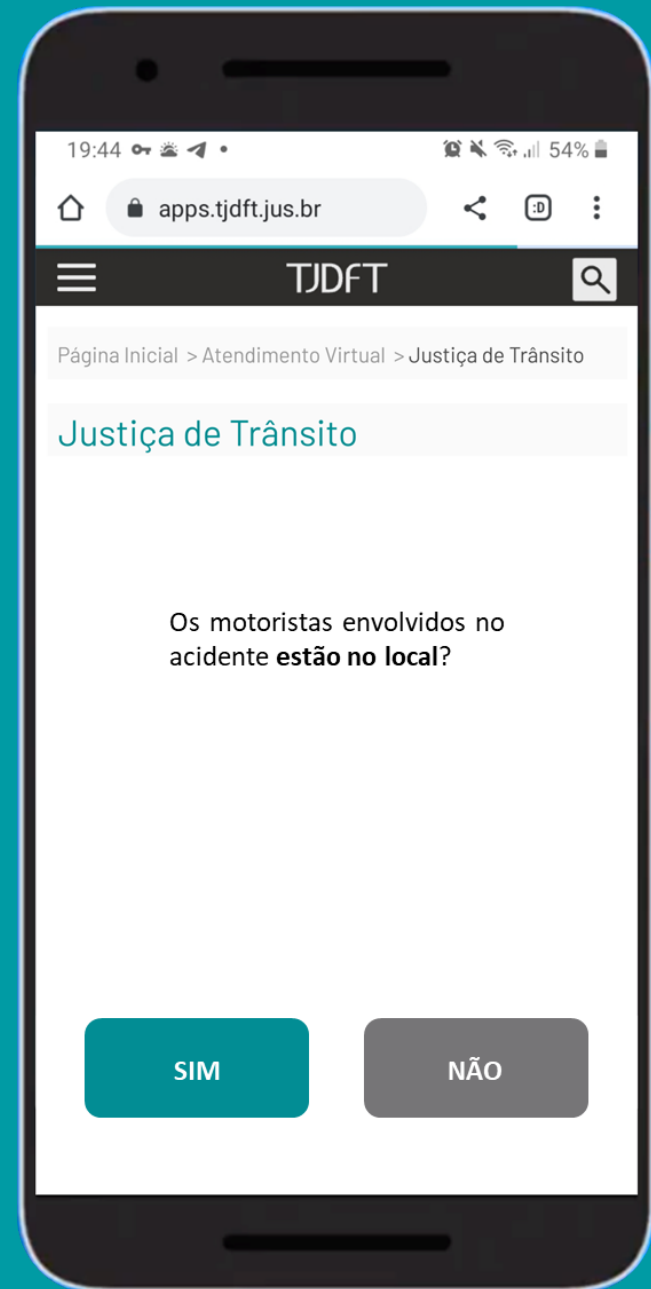 19:44 54%
apps.tjdft.jus.br :D
TJDFT
Página Inicial > Atendimento Virtual > Justiça de Trânsito
Justiça de Trânsito
Os motoristas envolvidos no
acidente estão no local?
SIM NÃO